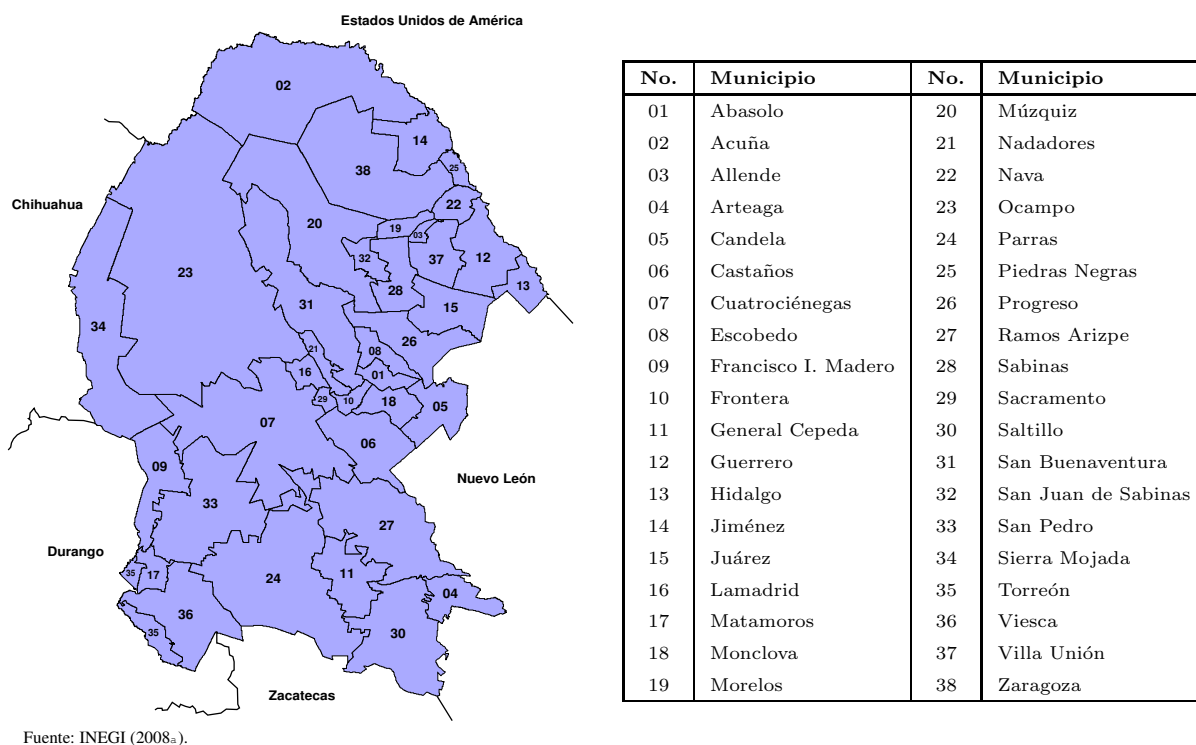 Estados Unidos de América
02
14
38
25
Chihuahua
22
20
19
03
32
37
12
23
13
28
31
15
34
26
21
08
16
01
29
10
18
05
07
06
09
Nuevo León
33
27
Durango
35
17
24
11
04
36
35
30
Zacatecas
Fuente: INEGI (2008a).
No. Municipio No. Municipio
01 Abasolo 20 Múzquiz
02 Acuña 21 Nadadores
03 Allende 22 Nava
04 Arteaga 23 Ocampo
05 Candela 24 Parras
06 Castaños 25 Piedras Negras
07 Cuatrociénegas 26 Progreso
08 Escobedo 27 Ramos Arizpe
09 Francisco I. Madero 28 Sabinas
10 Frontera 29 Sacramento
11 General Cepeda 30 Saltillo
12 Guerrero 31 San Buenaventura
13 Hidalgo 32 San Juan de Sabinas
14 Jiménez 33 San Pedro
15 Juárez 34 Sierra Mojada
16 Lamadrid 35 Torreón
17 Matamoros 36 Viesca
18 Monclova 37 Villa Unión
19 Morelos 38 Zaragoza